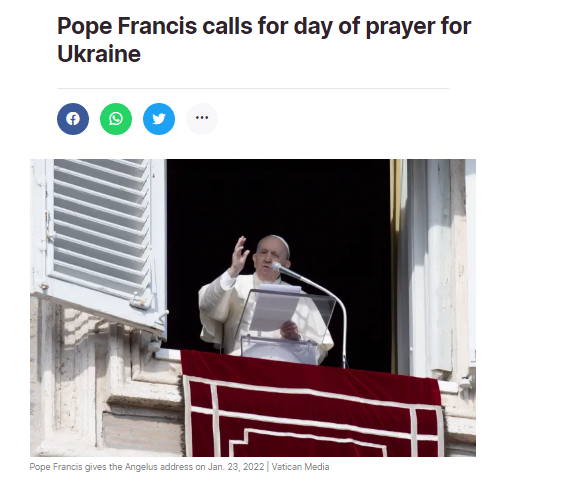 Pope Francis calls for day of prayer for
Ukraine
Pope Francis gives the Angelus address on Jan. 23, 2022 | Vatican Media